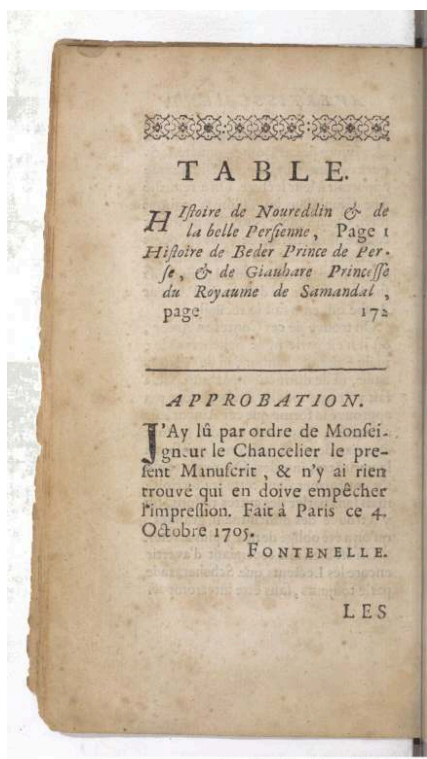 TABLE.
HIſtoire de Noureddin & de
la belle Perſienne, Page 1
Hiſtoire de Beder Prince de Per-
ſe, & de Giauhare Princeſſe
du Royaume de Samandal,
page 172
APPROBATION.
J'Ay lû par ordre de Monſei-
gneur le Chancelier le pre-
ſent Manuſcrit, & n'y ai rien
trouvé qui en doive empêcher
l'impreſſion. Fait à Paris ce 4.
Octobre 1705.
FONTENELLE.
LES